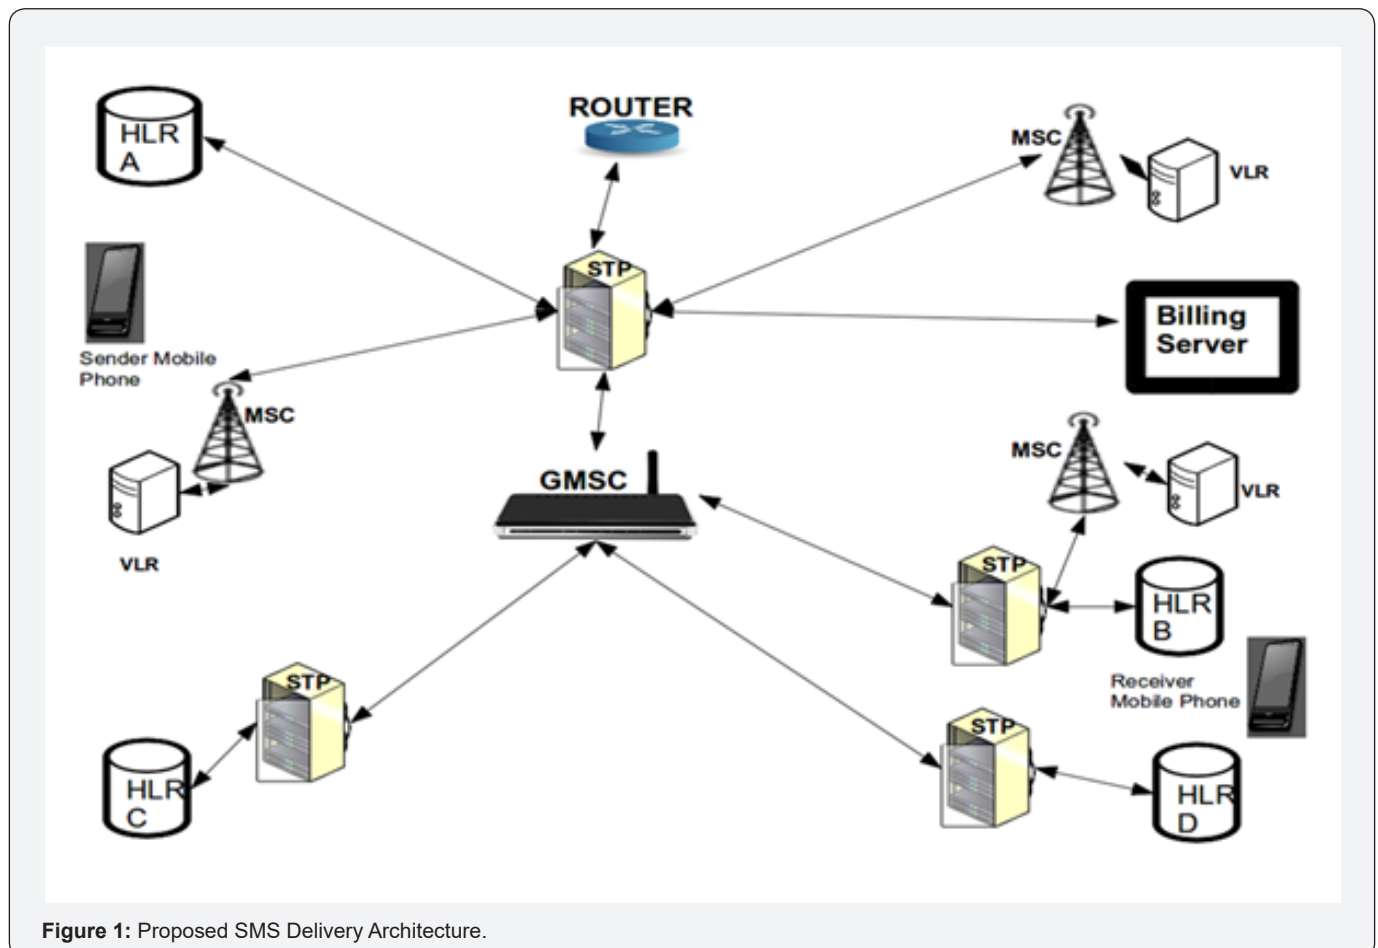 HLR
A
ROUTER
MSC
VLR
STP
Sender Mobile
Phone
Billing
Server
MSC
VLR
GMSC
MSC
VLR
STP
HLR
B
Receiver
Mobile Phone
STP
HLR
C
STP
HLR
D
Figure 1: Proposed SMS Delivery Architecture.